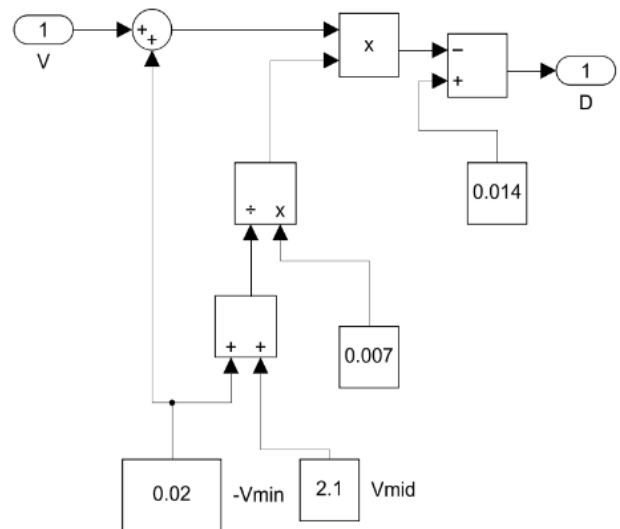 1
V
+
+
x
−
+
1
D
0.014
÷ x
+ +
0.007
0.02
-Vmin
2.1
Vmid